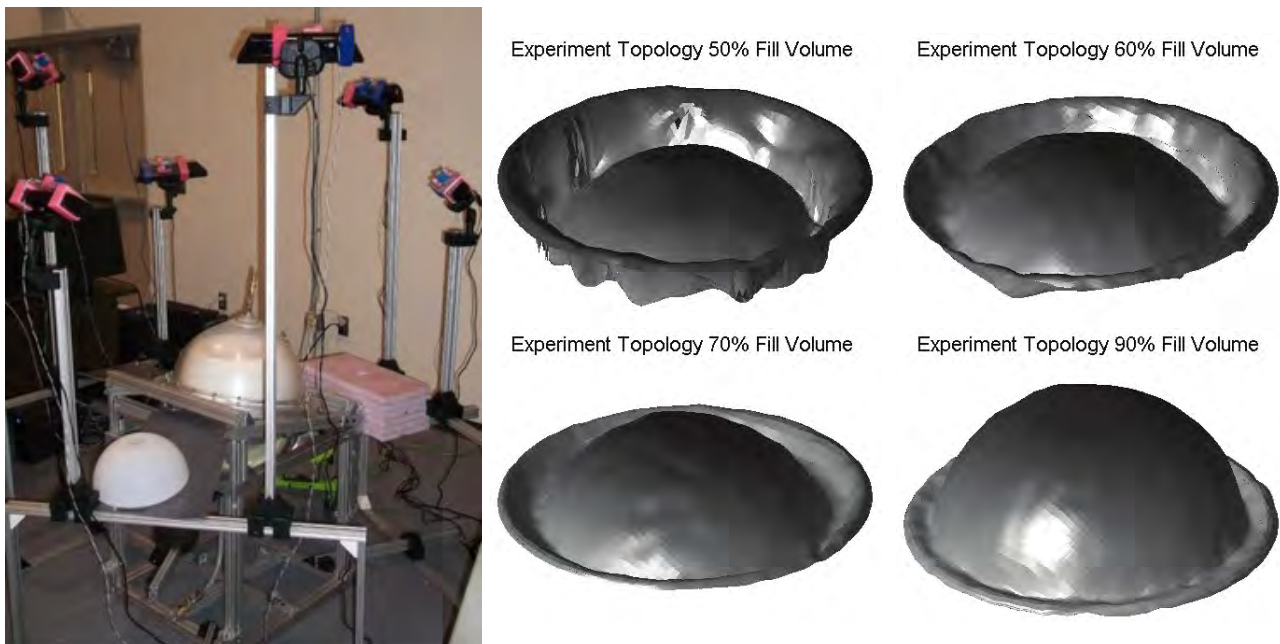 Experiment Topology 50% Fill Volume
Experiment Topology 60% Fill Volume
Experiment Topology 70% Fill Volume
Experiment Topology 90% Fill Volume